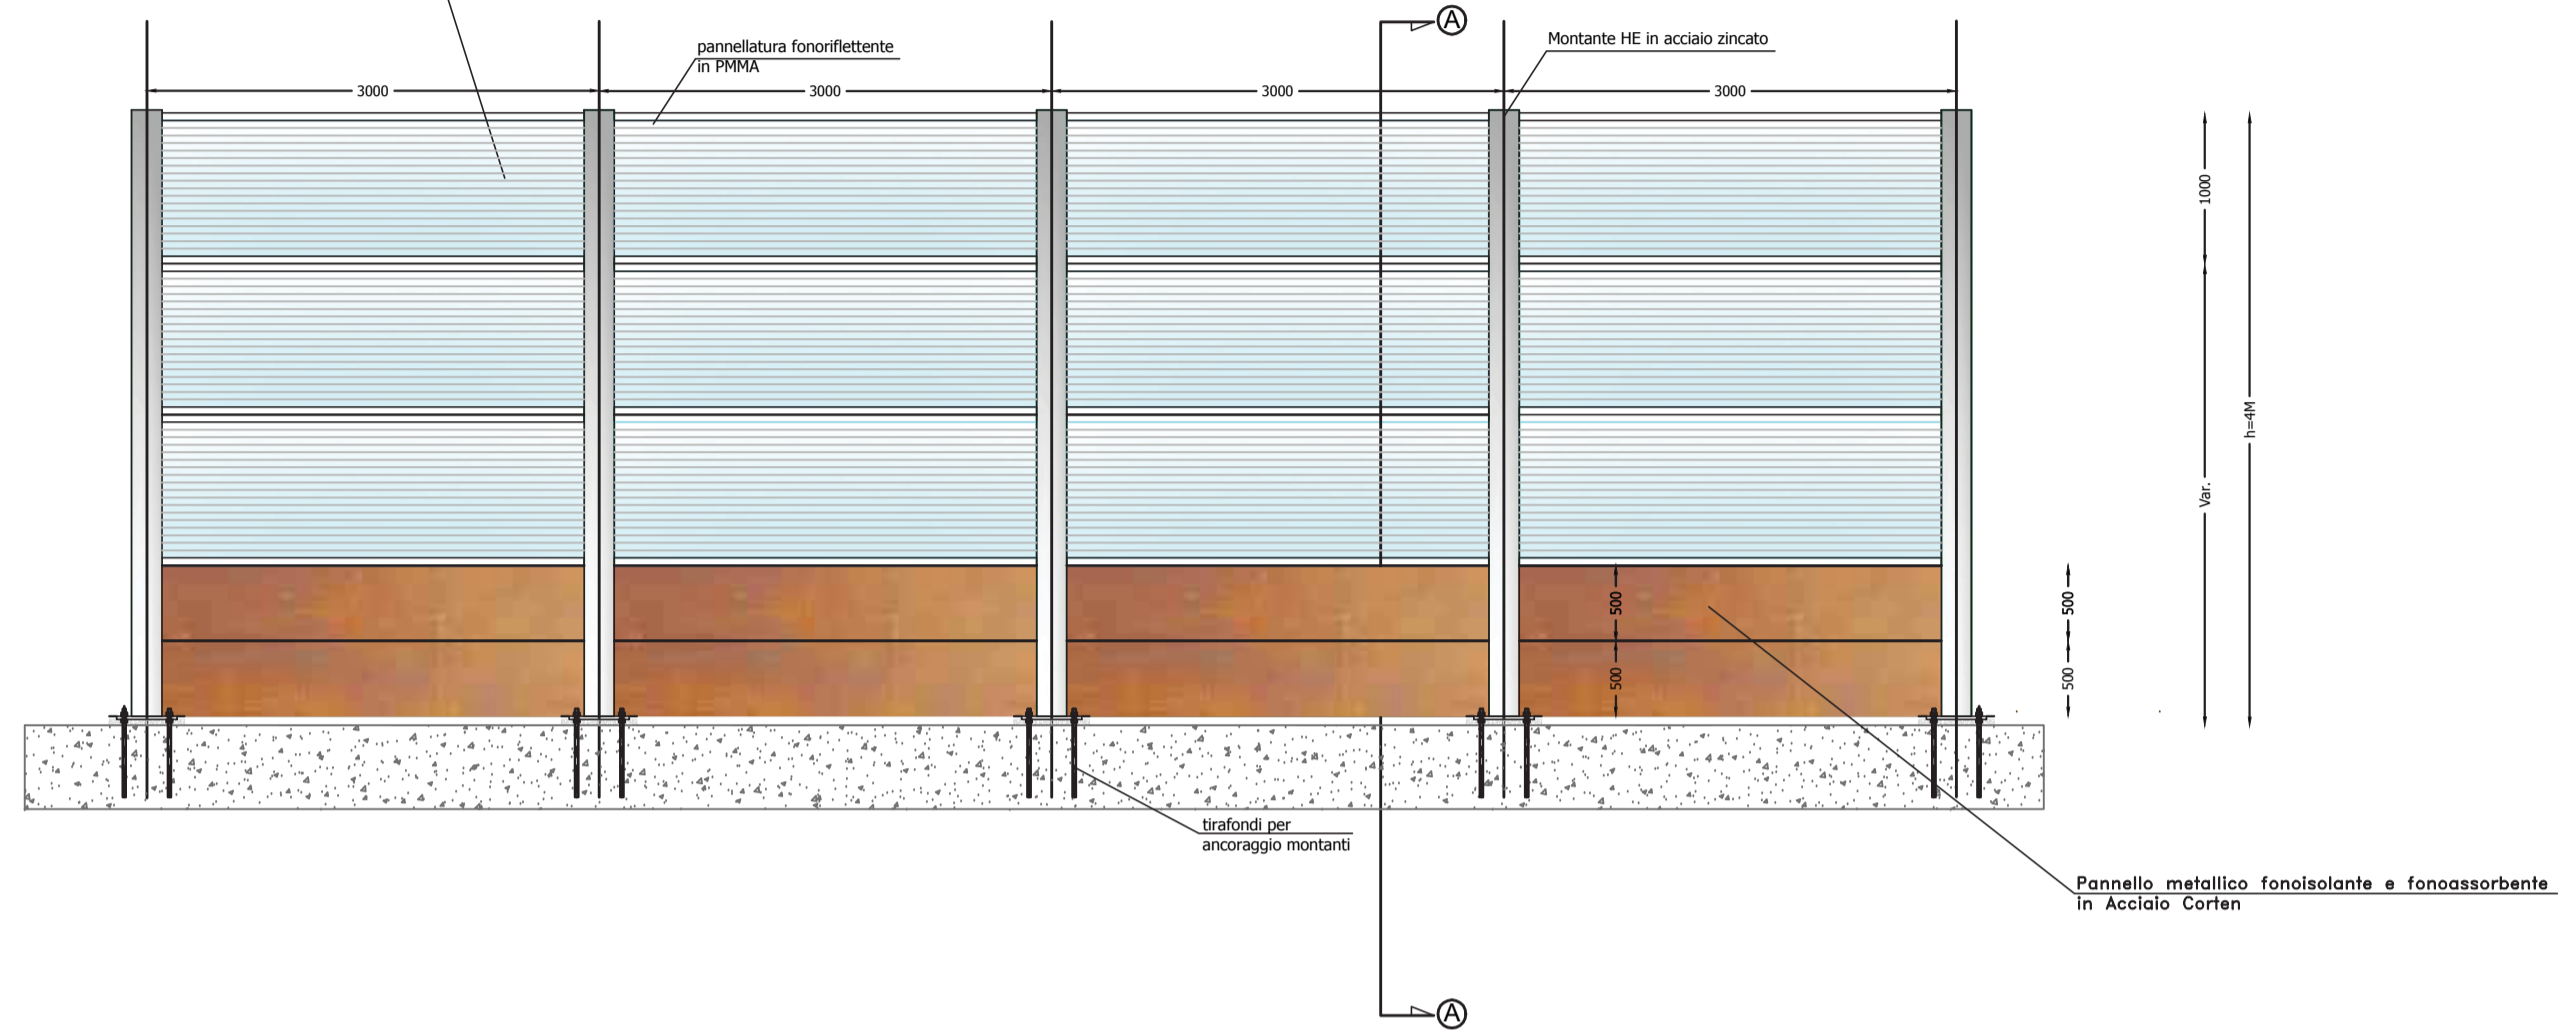 A
pannellatura fonoriflettente
in PMMA
Montante HE in acciaio zincato
3000
3000
3000
3000
1000
h=4M
Var.
500
500
500
500
tirafondi per
ancoraggio montanti
Pannello metallico fonoisolante e fonoassorbente
in Acciaio Corten
A